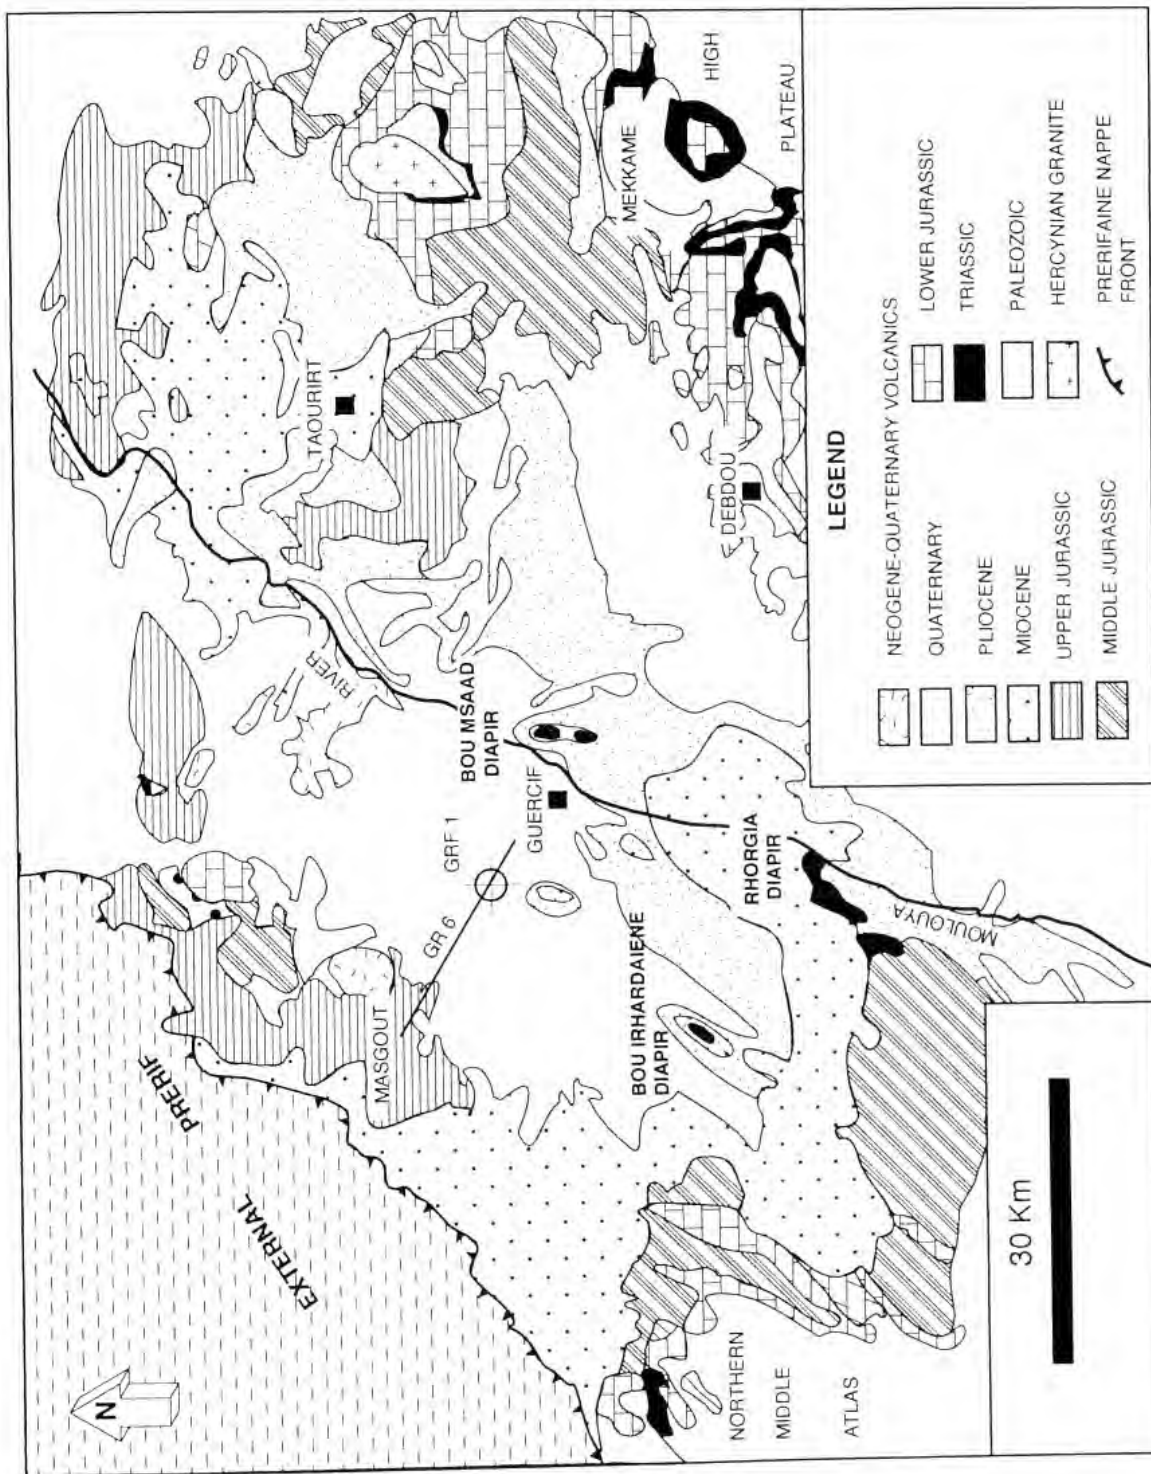 N
EXTERNAL
PRERIF
MASGOUT
GR 6
GRF 1
GUERCIF
BOU MSAAD
DIAPIR
RIVER
TAOURIRT
BOU IRHARDAIENE
DIAPIR
RHORGIA
DIAPIR
MOULOUYA
DEBDOU
MEKKAME
HIGH
PLATEAU
NORTHERN
MIDDLE
ATLAS
30 Km
LEGEND
NEOGENE-QUATERNARY VOLCANICS
QUATERNARY
PLIOCENE
MIOCENE
UPPER JURASSIC
MIDDLE JURASSIC
LOWER JURASSIC
TRIASSIC
PALEOZOIC
HERCYNIAN GRANITE
PRERIFAINE NAPPE
FRONT